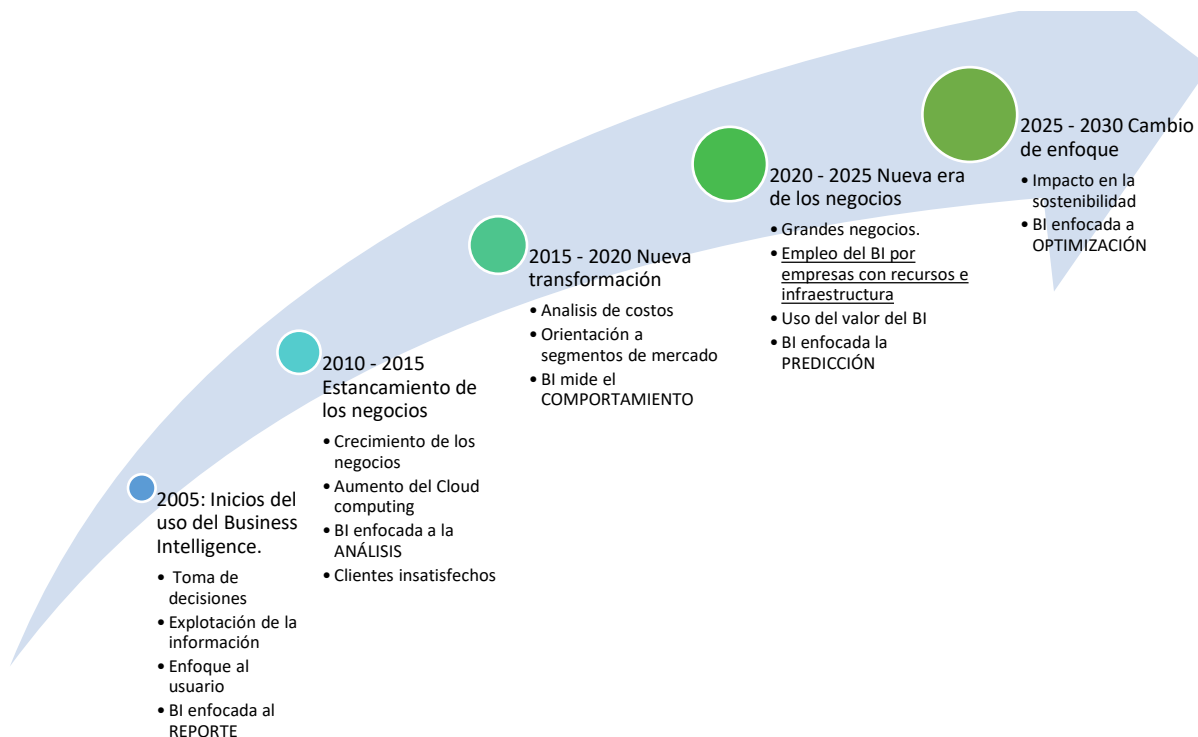 2005: Inicios del
uso del Business
Intelligence.
• Toma de
decisiones
• Explotación de la
información
• Enfoque al
usuario
• BI enfocada al
REPORTE
2010 - 2015
Estancamiento de
los negocios
• Crecimiento de los
negocios
• Aumento del Cloud
computing
• BI enfocada a la
ANÁLISIS
• Clientes insatisfechos
2015 - 2020 Nueva
transformación
• Analisis de costos
• Orientación a
segmentos de mercado
• BI mide el
COMPORTAMIENTO
2020 - 2025 Nueva era
de los negocios
• Grandes negocios.
• Empleo del BI por
empresas con recursos e
infraestructura
• Uso del valor del BI
• BI enfocada la
PREDICCIÓN
2025 - 2030 Cambio
de enfoque
• Impacto en la
sostenibilidad
• BI enfocada a
OPTIMIZACIÓN